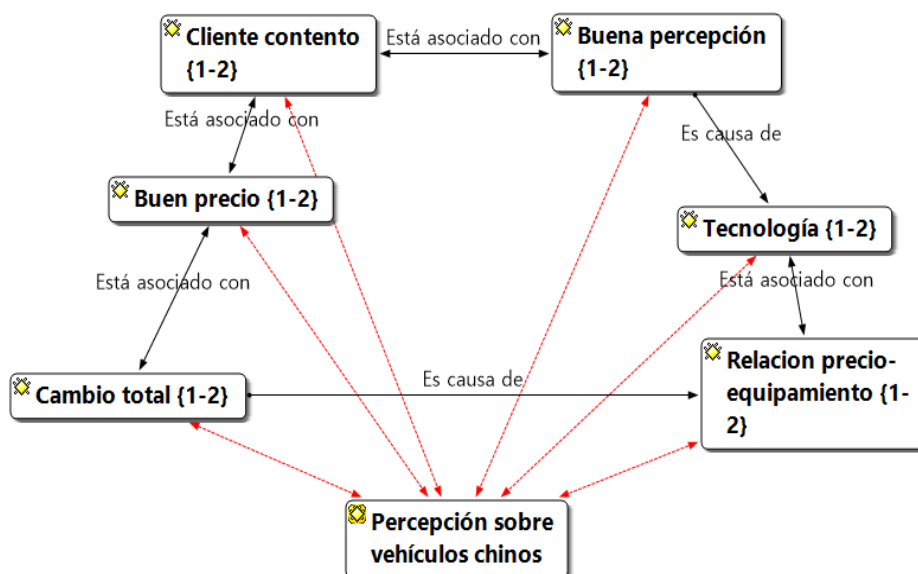 Cliente contento
{1-2}
Está asociado con
Buena percepción
{1-2}
Está asociado con
Es causa de
Buen precio {1-2}
Tecnología {1-2}
Está asociado con
Está asociado con
Relacion precio-
equipamiento {1-
2}
Es causa de
Cambio total {1-2}
Percepción sobre
vehículos chinos